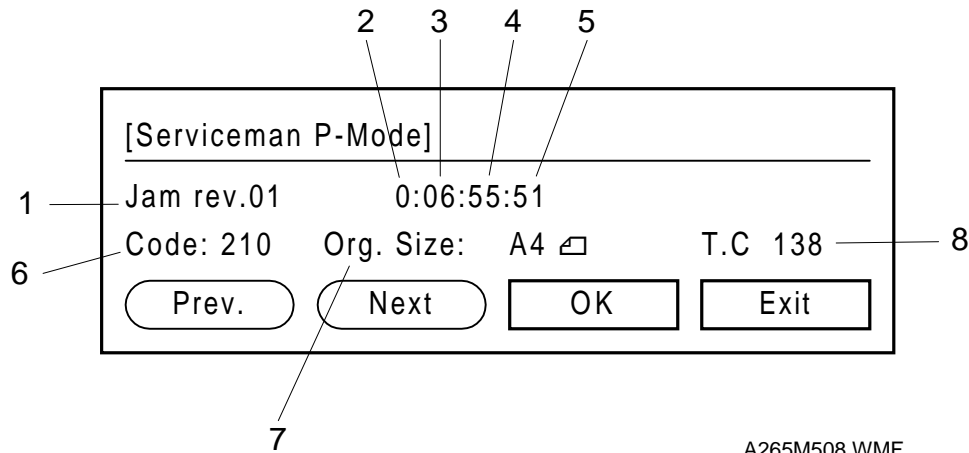 2 3 4 5
[Serviceman P-Mode]
1 Jam rev.01 0:06:55:51
6 Code: 210 Org. Size: A4 T.C 138 8
Prev. Next OK Exit
7
A265M508.WMF